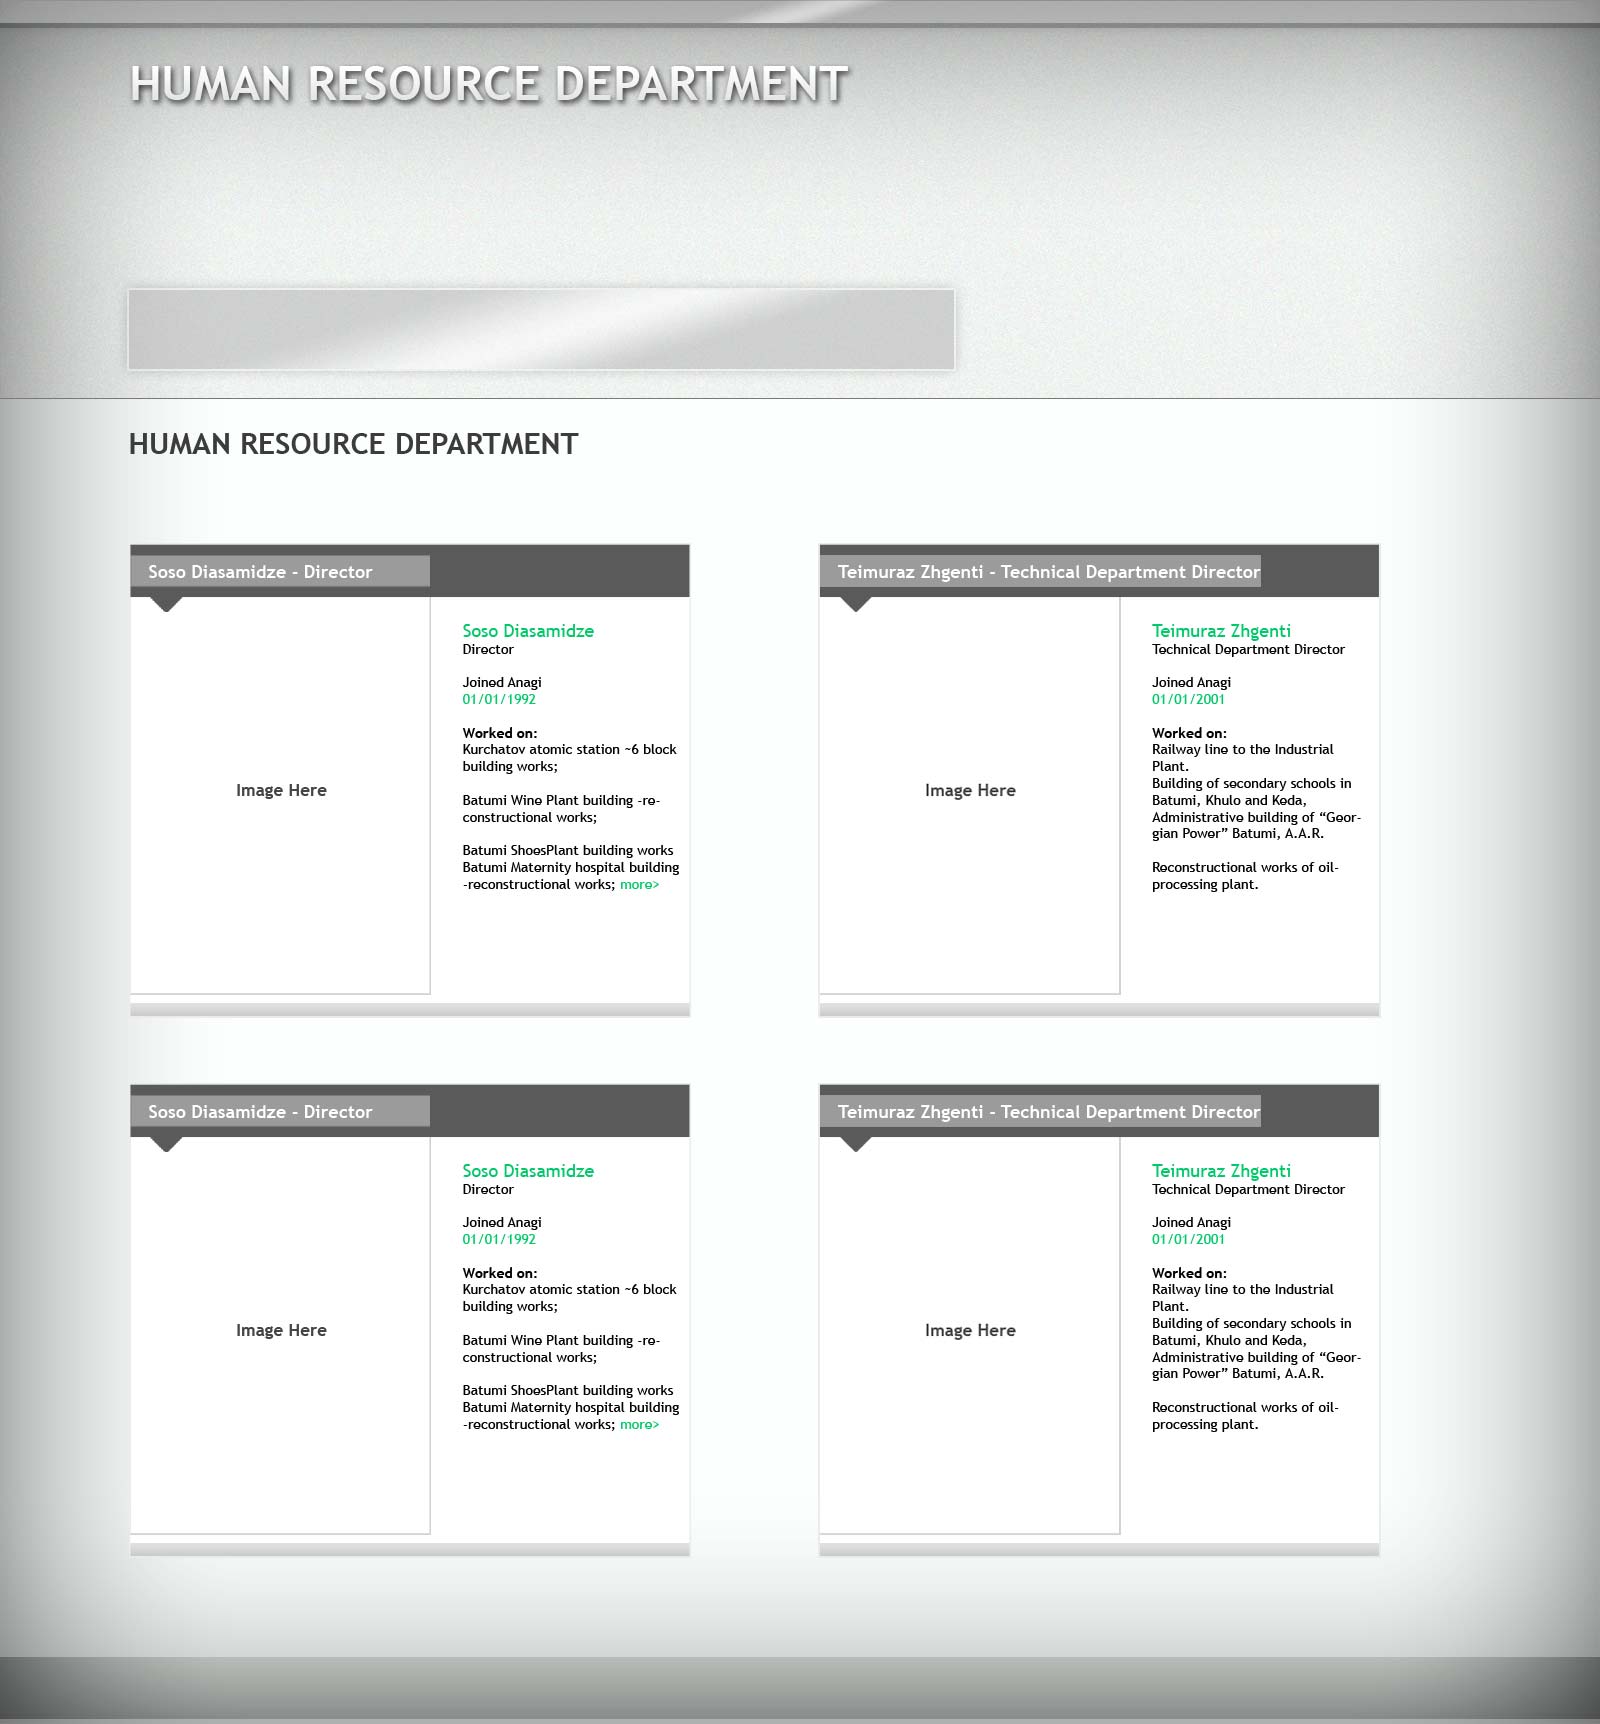 HUMAN RESOURCE DEPARTMENT
HUMAN RESOURCE DEPARTMENT
Soso Diasamidze - Director
Image Here
Soso Diasamidze
Director
Joined Anagi
01/01/1992
Worked on:
Kurchatov atomic station ~6 block
building works;
Batumi Wine Plant building -re-
constructional works;
Batumi ShoesPlant building works
Batumi Maternity hospital building
-reconstructional works; more>
Teimuraz Zhgenti - Technical Department Director
Image Here
Teimuraz Zhgenti
Technical Department Director
Joined Anagi
01/01/2001
Worked on:
Railway line to the Industrial
Plant.
Building of secondary schools in
Batumi, Khulo and Keda,
Administrative building of “Geor-
gian Power” Batumi, A.A.R.
Reconstructional works of oil-
processing plant.
Soso Diasamidze - Director
Image Here
Soso Diasamidze
Director
Joined Anagi
01/01/1992
Worked on:
Kurchatov atomic station ~6 block
building works;
Batumi Wine Plant building -re-
constructional works;
Batumi ShoesPlant building works
Batumi Maternity hospital building
-reconstructional works; more>
Teimuraz Zhgenti - Technical Department Director
Image Here
Teimuraz Zhgenti
Technical Department Director
Joined Anagi
01/01/2001
Worked on:
Railway line to the Industrial
Plant.
Building of secondary schools in
Batumi, Khulo and Keda,
Administrative building of “Geor-
gian Power” Batumi, A.A.R.
Reconstructional works of oil-
processing plant.